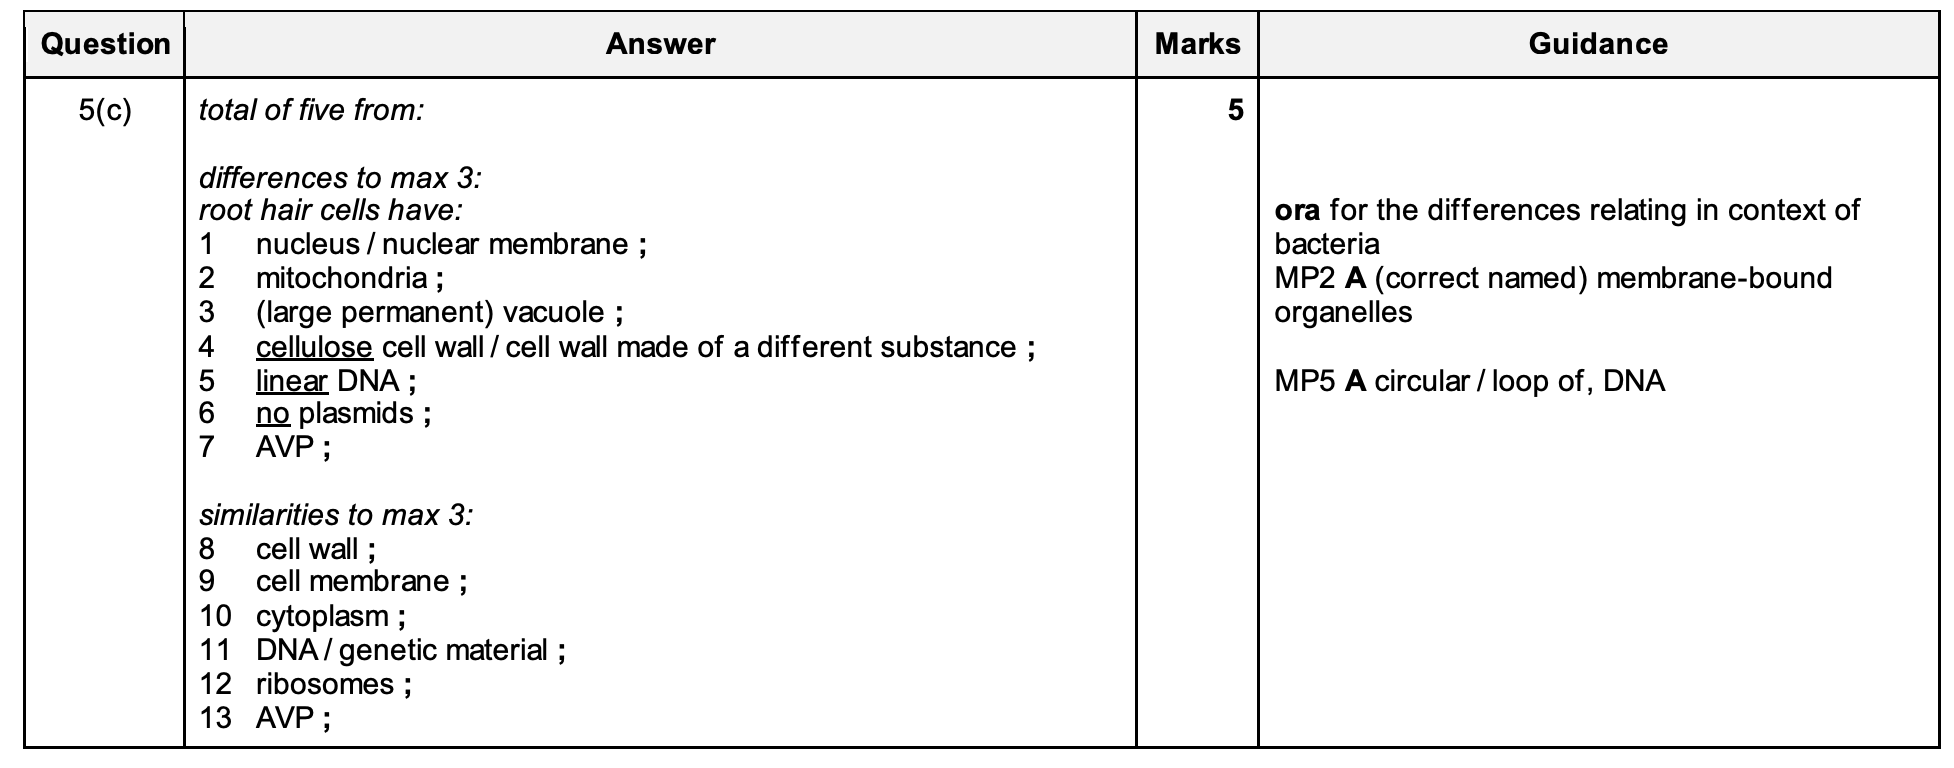 Question Answer Marks Guidance
5(c) total of five from: 5
differences to max 3:
root hair cells have: ora for the differences relating in context of
1 nucleus / nuclear membrane ; bacteria
2 mitochondria ; MP2 A (correct named) membrane-bound
3 (large permanent) vacuole ; organelles
4 cellulose cell wall / cell wall made of a different substance ;
5 linear DNA ; MP5 A circular / loop of, DNA
6 no plasmids ;
7 AVP ;
similarities to max 3:
8 cell wall ;
9 cell membrane ;
10 cytoplasm ;
11 DNA / genetic material ;
12 ribosomes ;
13 AVP ;